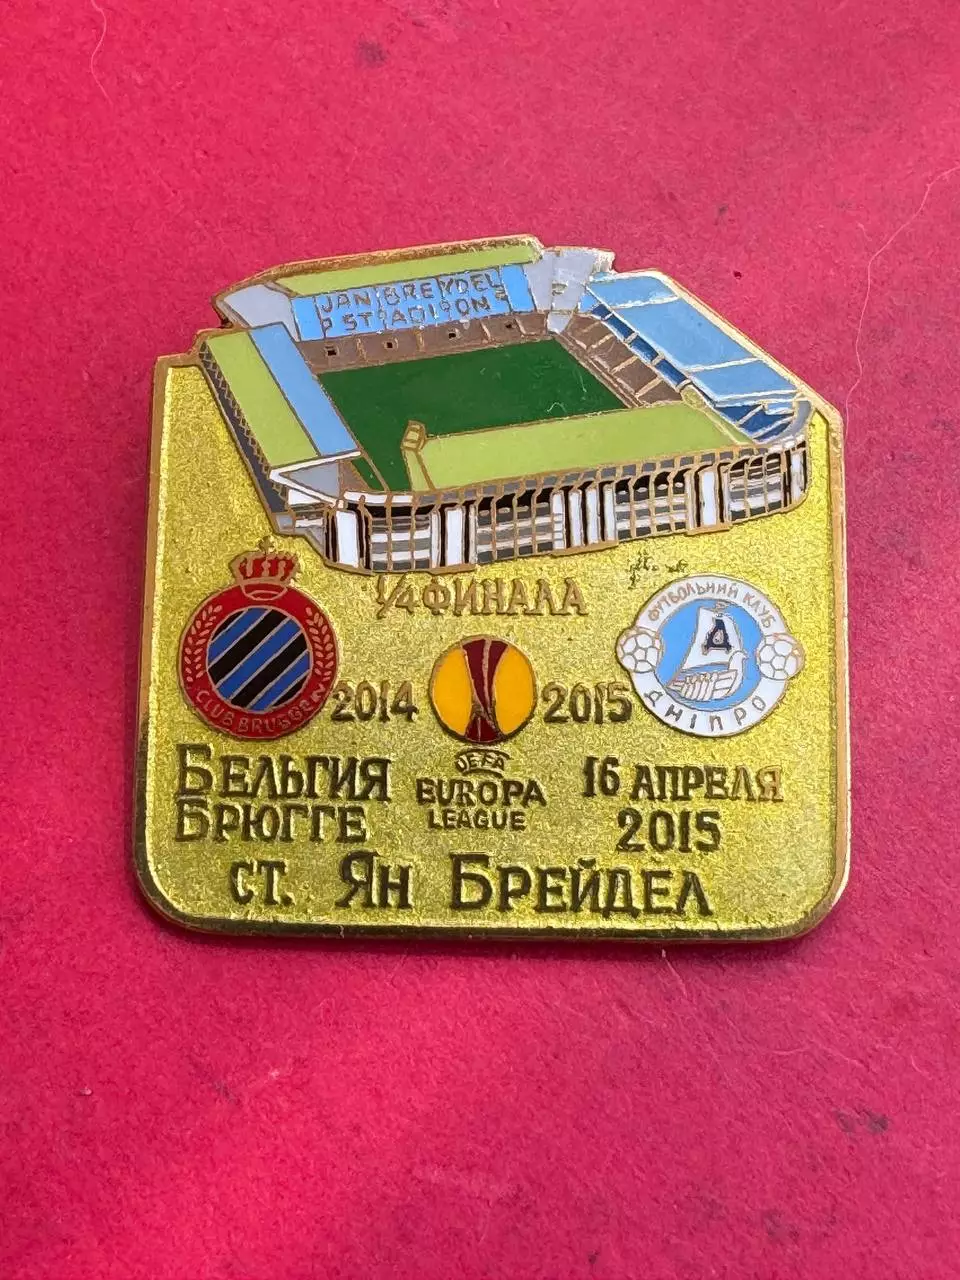 JAN BREYDEL
STADION
1/4 ФИНАЛА
ФУТБОЛЬНИЙ КЛУБ
Д
ДНІПРО
CLUB BRUGGE
2014
2015
UEFA
EUROPA
LEAGUE
БЕЛЬГИЯ
БРЮГГЕ
16 АПРЕЛЯ
2015
СТ. ЯН БРЕЙДЕЛ